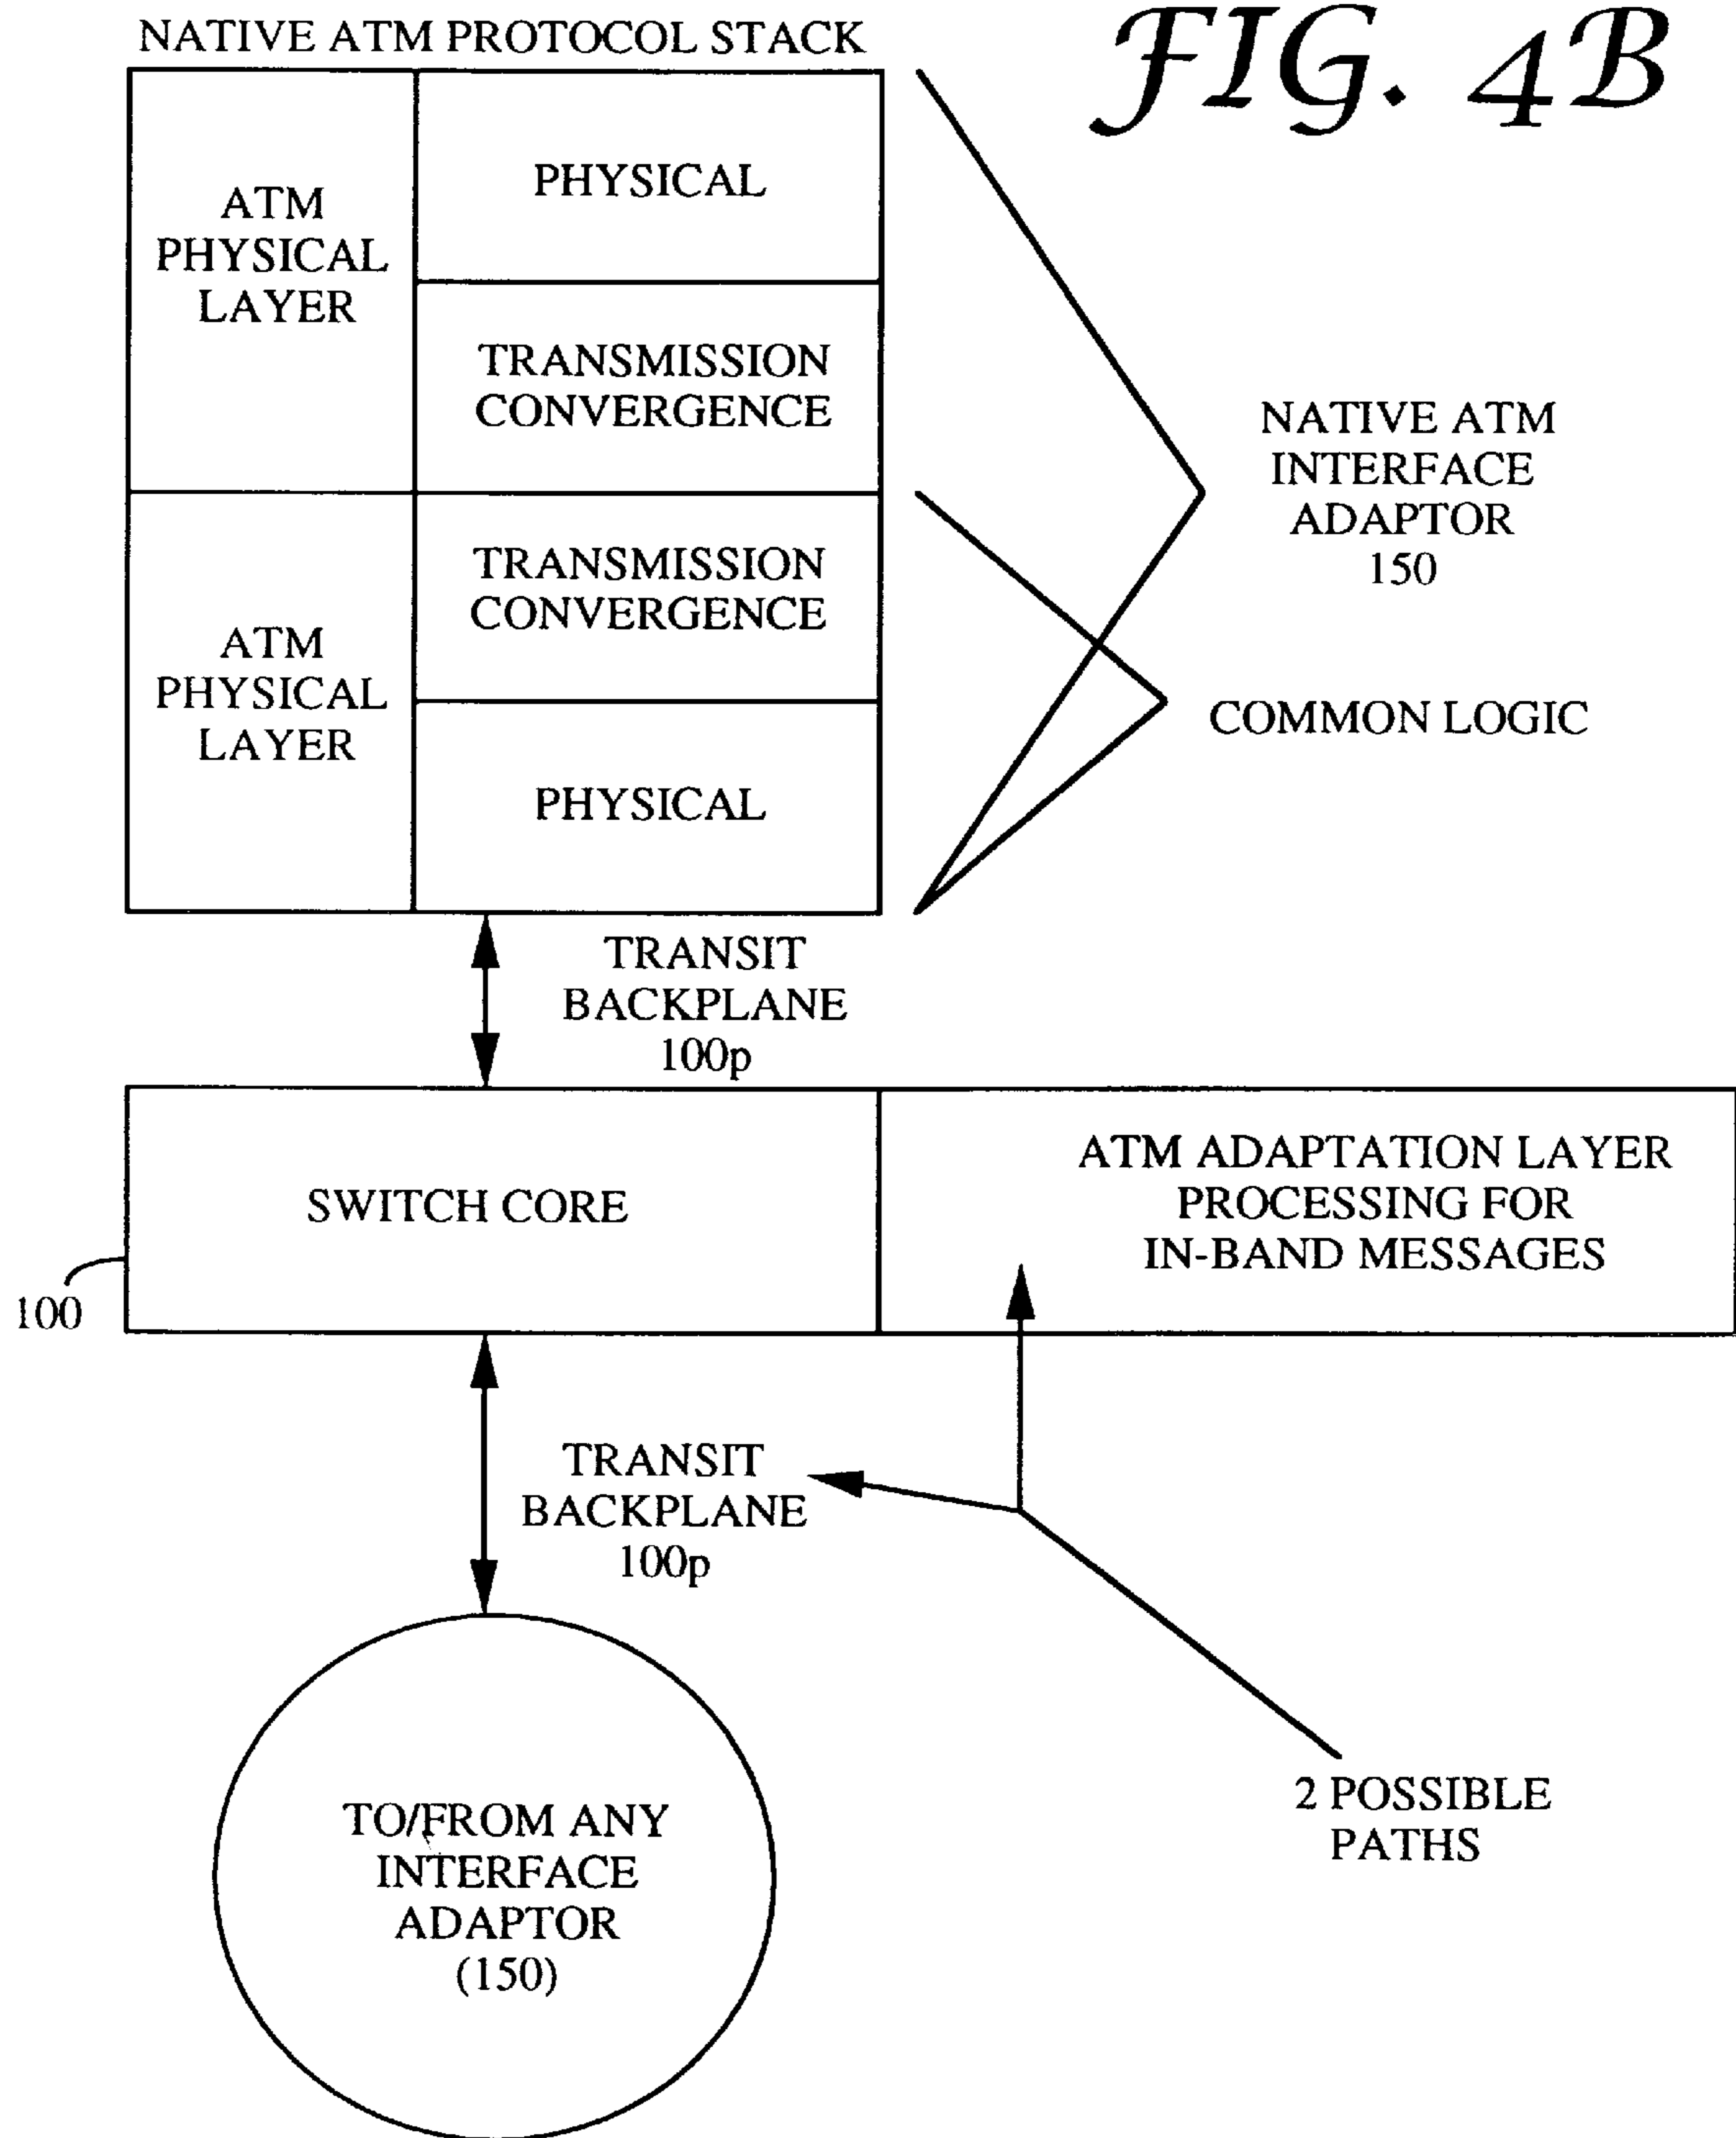 FIG. 4B
NATIVE ATM PROTOCOL STACK
ATM
PHYSICAL
LAYER
PHYSICAL
TRANSMISSION
CONVERGENCE
ATM
PHYSICAL
LAYER
TRANSMISSION
CONVERGENCE
PHYSICAL
NATIVE ATM
INTERFACE
ADAPTOR
150
COMMON LOGIC
TRANSIT
BACKPLANE
100p
SWITCH CORE
ATM ADAPTATION LAYER
PROCESSING FOR
IN-BAND MESSAGES
100
TRANSIT
BACKPLANE
100p
2 POSSIBLE
PATHS
TO/FROM ANY
INTERFACE
ADAPTOR
(150)